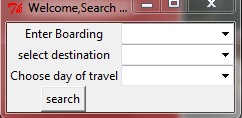 Welcome,Search ...
Enter Boarding
select destination
Choose day of travel
search